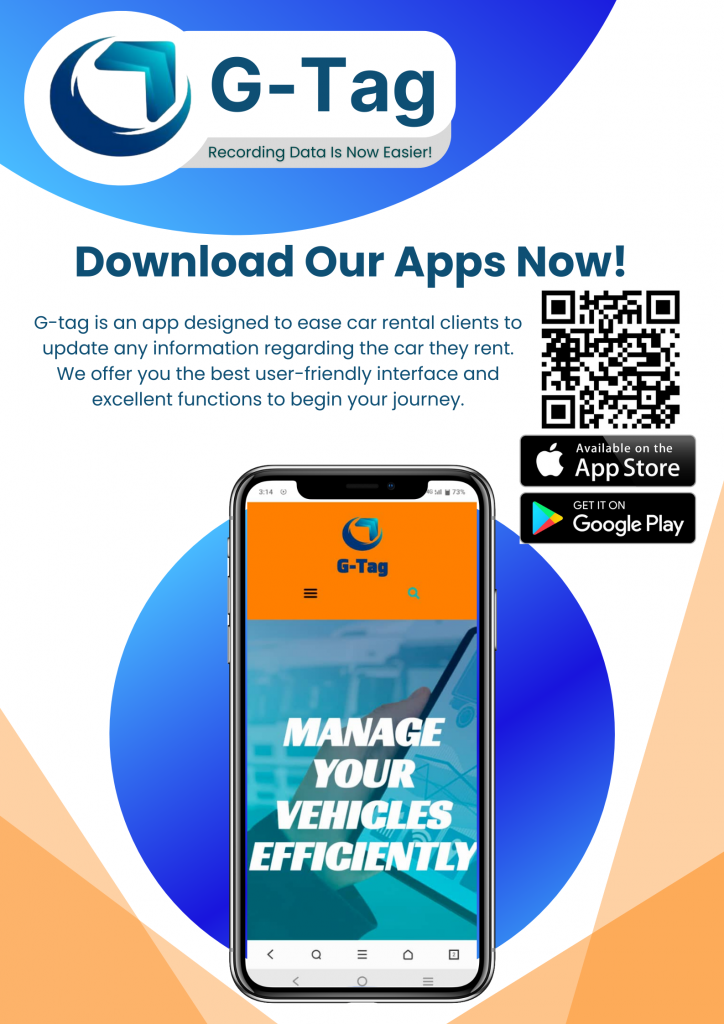 G-Tag
Recording Data Is Now Easier!
Download Our Apps Now!
G-tag is an app designed to ease car rental clients to
update any information regarding the car they rent.
We offer you the best user-friendly interface and
excellent functions to begin your journey.
Available on the
App Store
GET IT ON
Google Play
3:14
4G
73%
G-Tag
MANAGE
YOUR
VEHICLES
EFFICIENTLY
2